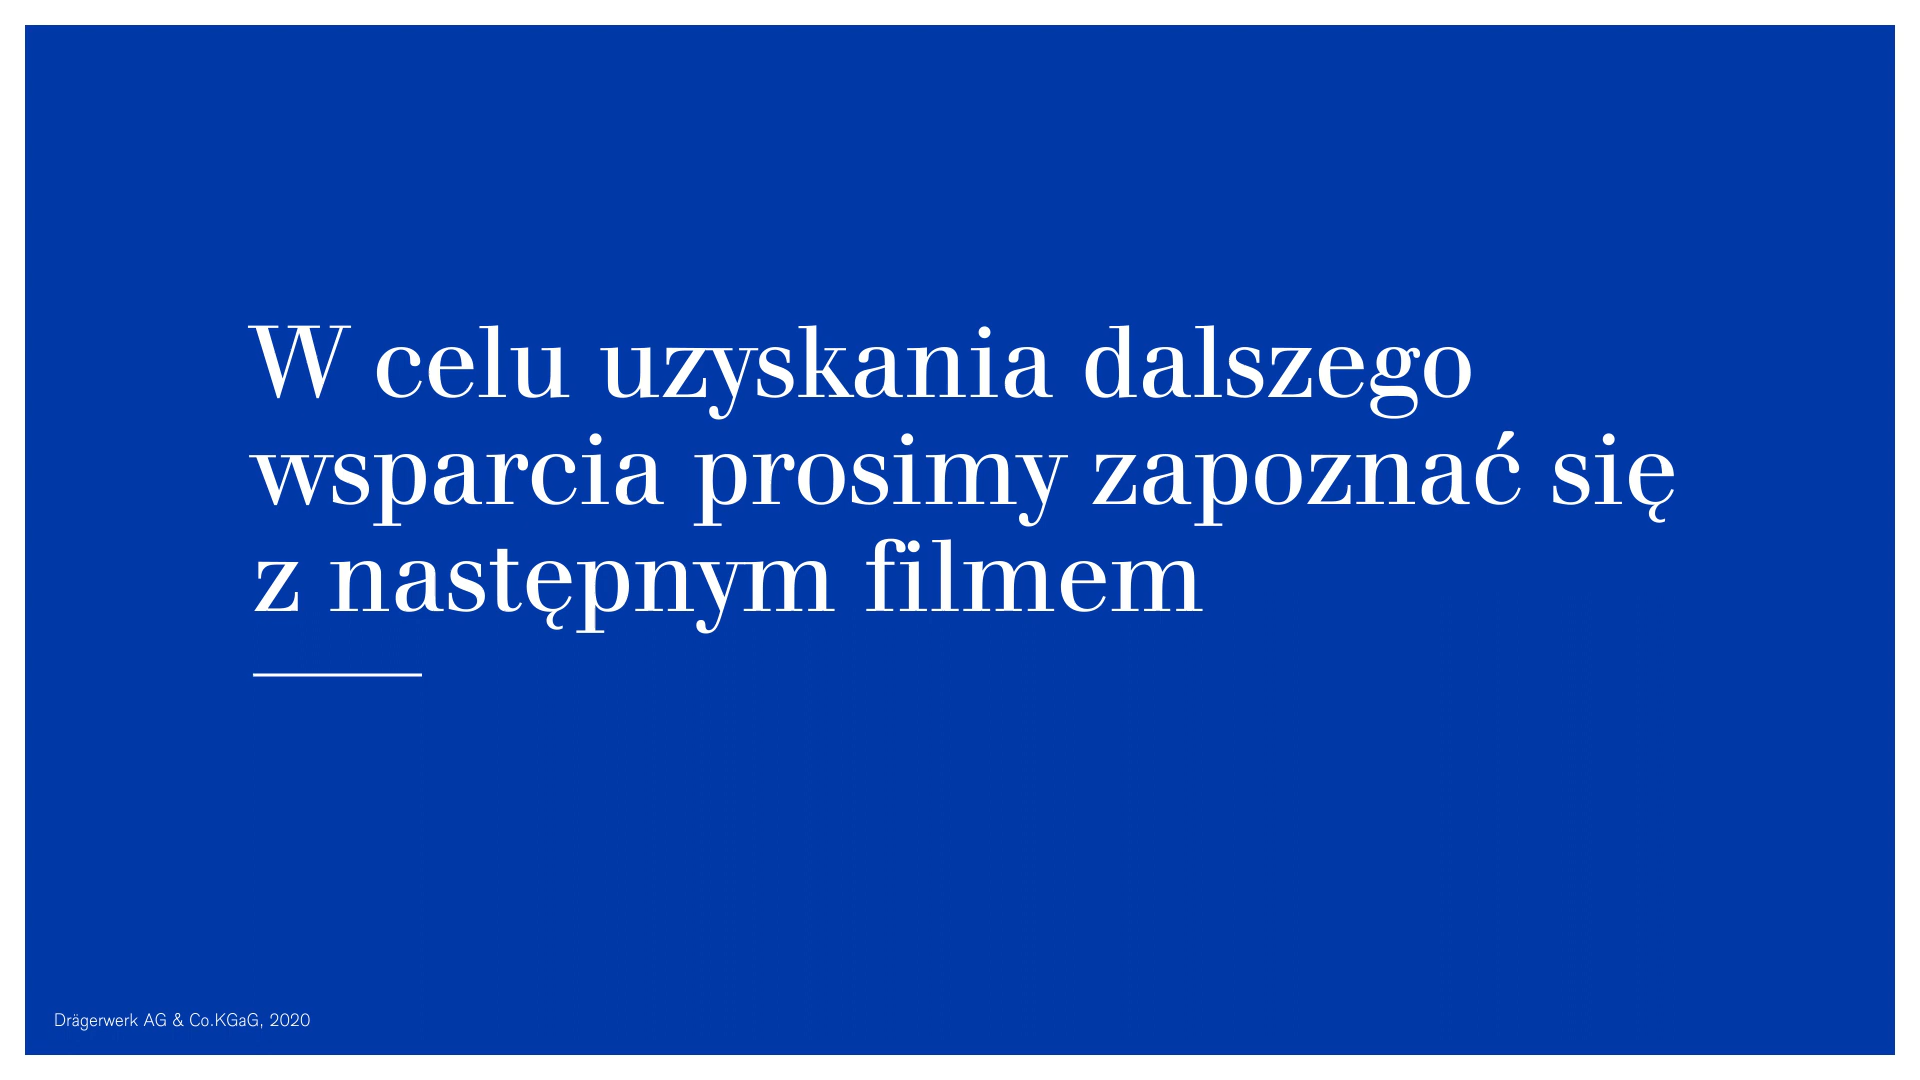 W celu uzyskania dalszego
wsparcia prosimy zapoznać się
z następnym filmem
Drägerwerk AG & Co.KGaG, 2020